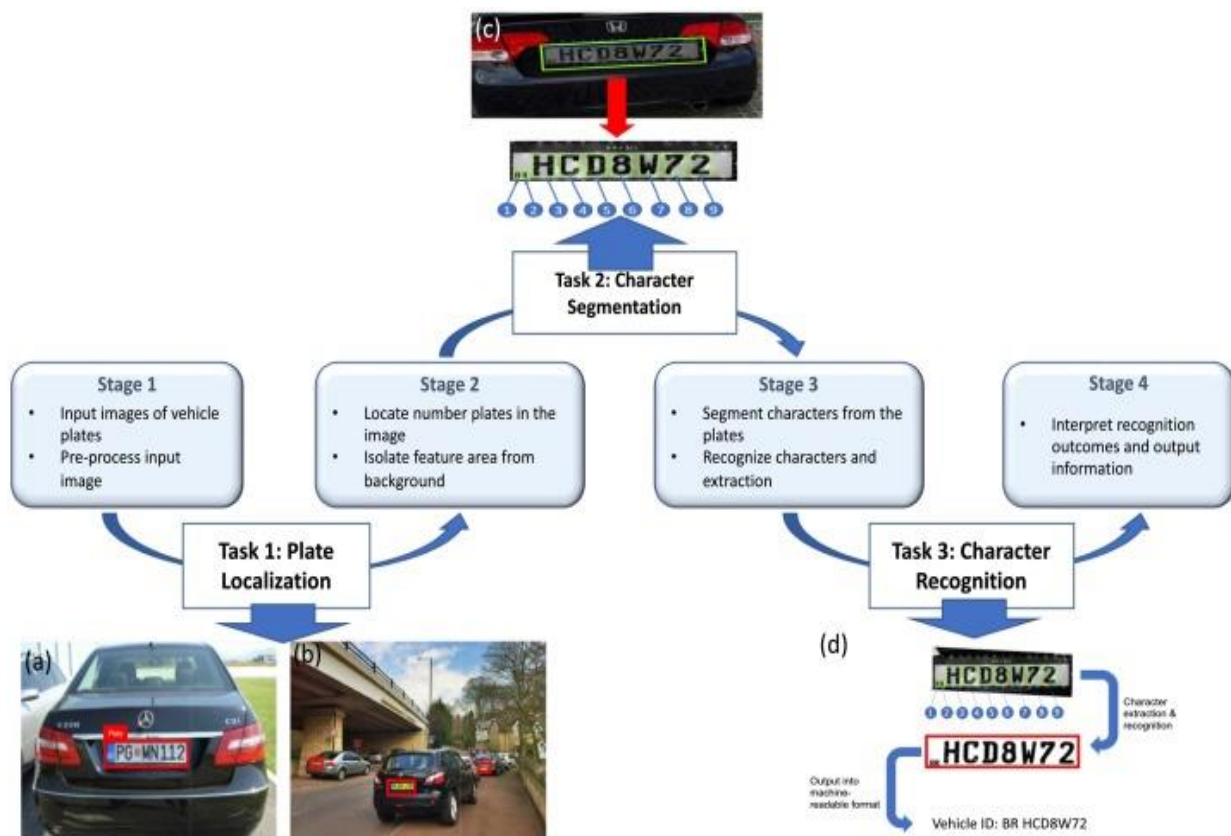 (c)
HCD8W72
HCD8W72
1 2 3 4 5 6 7 8 9
Task 2: Character
Segmentation
Stage 1
• Input images of vehicle
plates
• Pre-process input
image
Stage 2
• Locate number plates in the
image
• Isolate feature area from
background
Stage 3
• Segment characters from the
plates
• Recognize characters and
extraction
Stage 4
• Interpret recognition
outcomes and output
information
Task 1: Plate
Localization
Task 3: Character
Recognition
(a)
CDI
PG WN112
(b)
(d)
HCD8W72
1 2 3 4 5 6 7 8 9
Character
extraction &
recognition
HCD8W72
Output into
machine-
readable format
Vehicle ID: BR HCD8W72